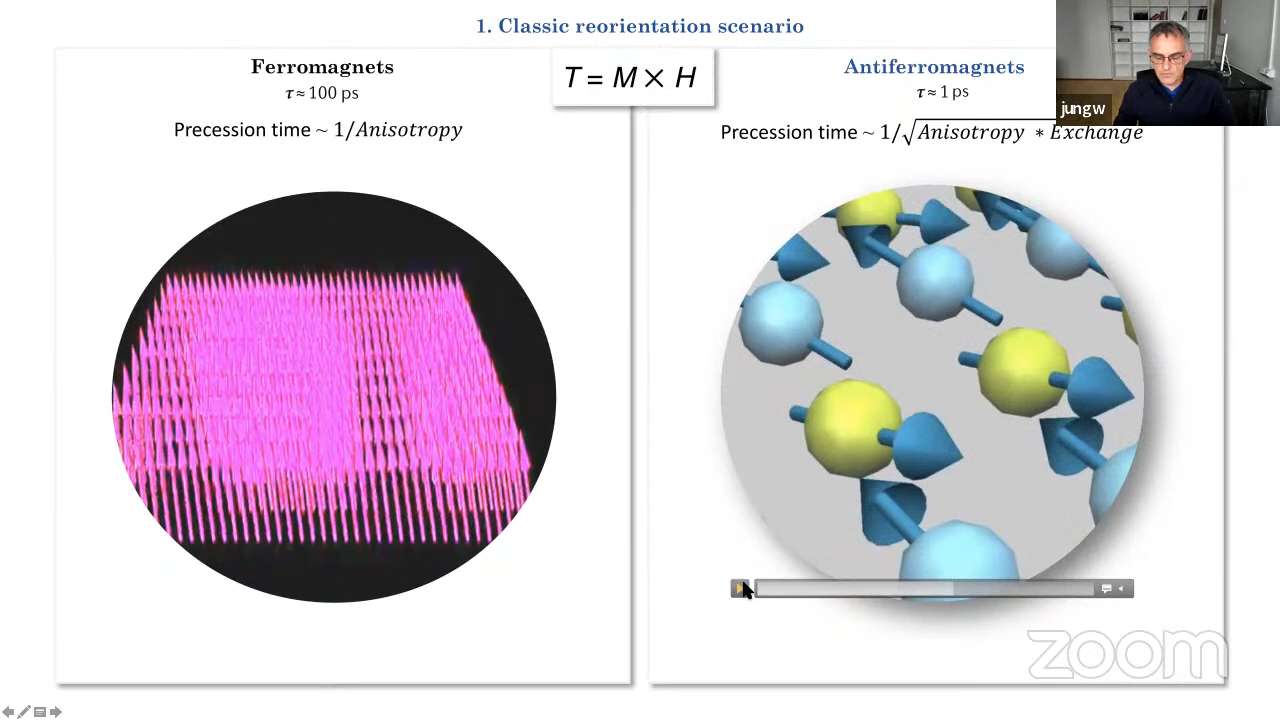 1. Classic reorientation scenario
Ferromagnets
τ ≈ 100 ps
Precession time ~ 1/Anisotropy
T = M × H
Antiferromagnets
τ ≈ 1 ps
Precession time ~ 1/√Anisotropy * Exchange
jungw
zoom